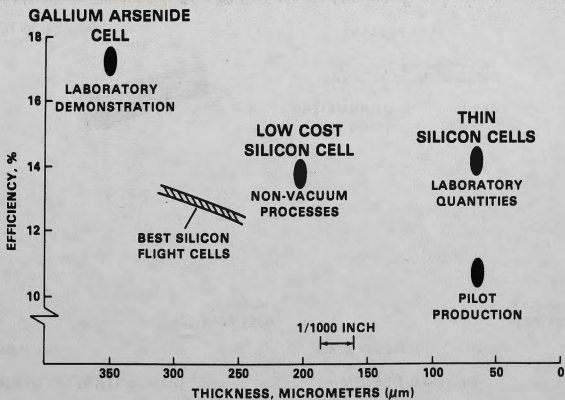 GALLIUM ARSENIDE
CELL
18
LABORATORY
DEMONSTRATION
16
LOW COST
SILICON CELL
THIN
SILICON CELLS
EFFICIENCY, %
14
NON-VACUUM
PROCESSES
LABORATORY
QUANTITIES
12
BEST SILICON
FLIGHT CELLS
10
PILOT
PRODUCTION
1/1000 INCH
350
300
250
200
150
100
50
0
THICKNESS, MICROMETERS (μm)